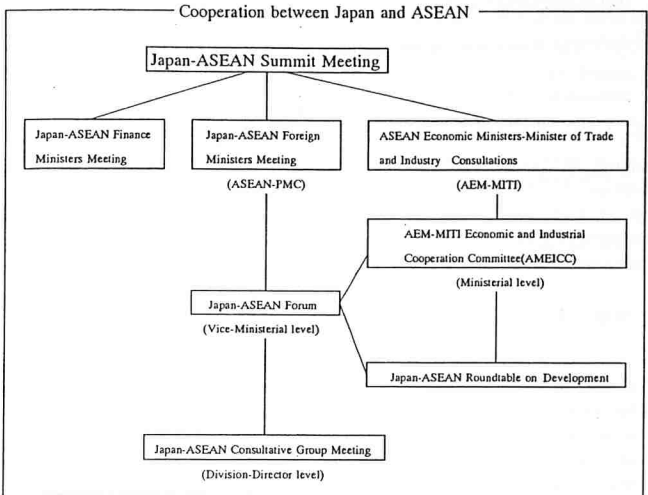 Cooperation between Japan and ASEAN
Japan-ASEAN Summit Meeting
Japan-ASEAN Finance
Ministers Meeting
Japan-ASEAN Foreign
Ministers Meeting
(ASEAN-PMC)
ASEAN Economic Ministers-Minister of Trade
and Industry Consultations
(AEM-MITI)
AEM-MITI Economic and Industrial
Cooperation Committee(AMEICC)
(Ministerial level)
Japan-ASEAN Forum
(Vice-Ministerial level)
Japan-ASEAN Roundtable on Development
Japan-ASEAN Consultative Group Meeting
(Division-Director level)